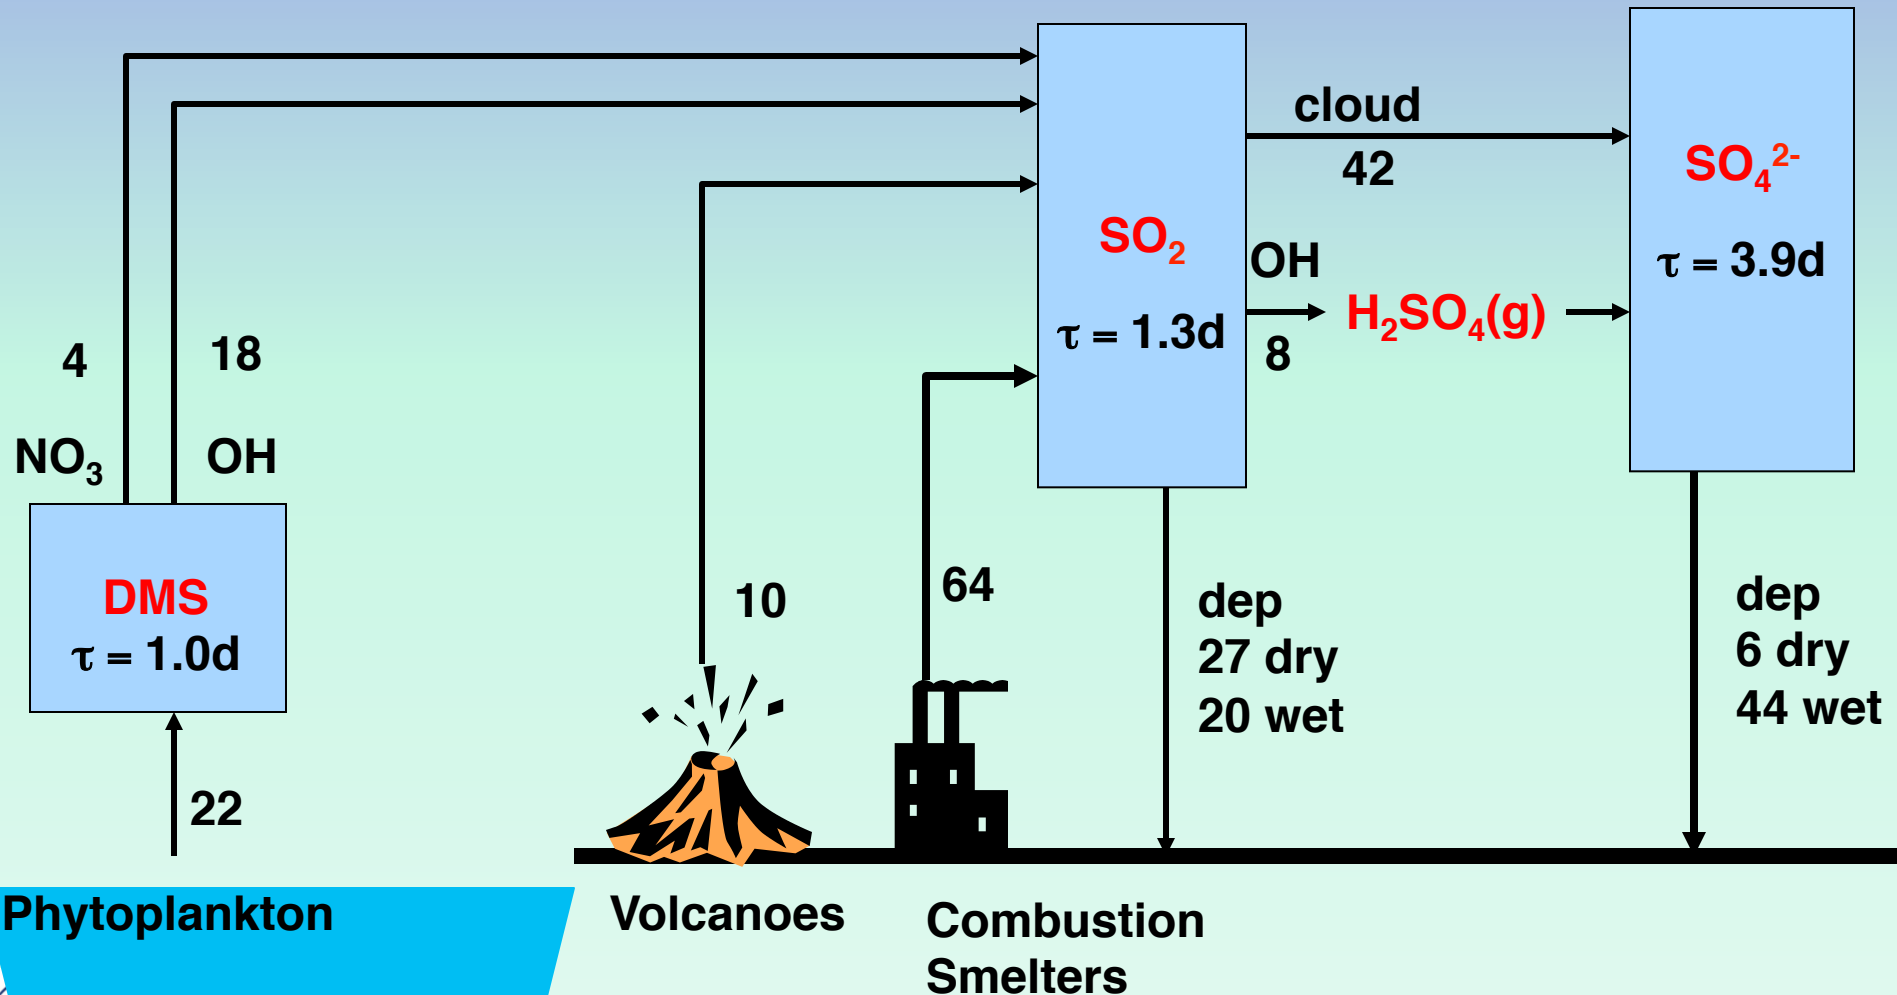 cloud
42
SO₄²⁻
τ = 3.9d
SO₂
τ = 1.3d
OH
H₂SO₄(g)
8
4
18
NO₃
OH
DMS
τ = 1.0d
22
10
64
dep
27 dry
20 wet
dep
6 dry
44 wet
Phytoplankton
Volcanoes
Combustion
Smelters